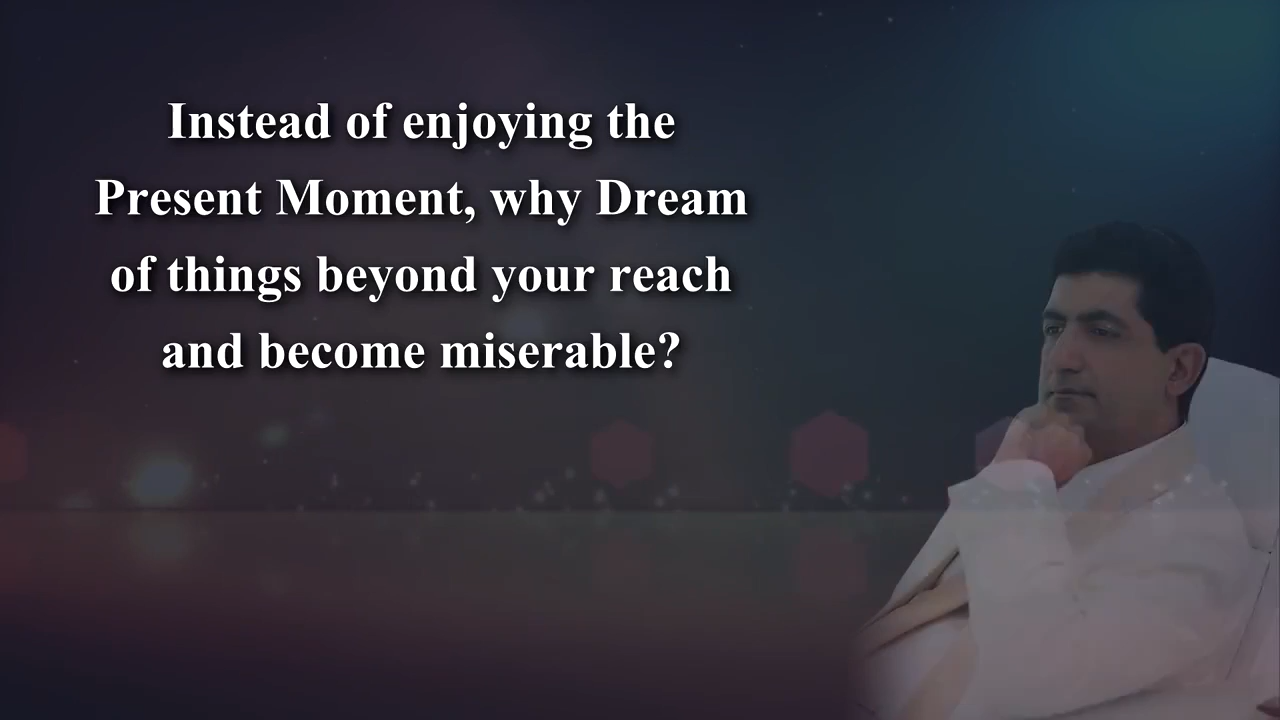 Instead of enjoying the
Present Moment, why Dream
of things beyond your reach
and become miserable?